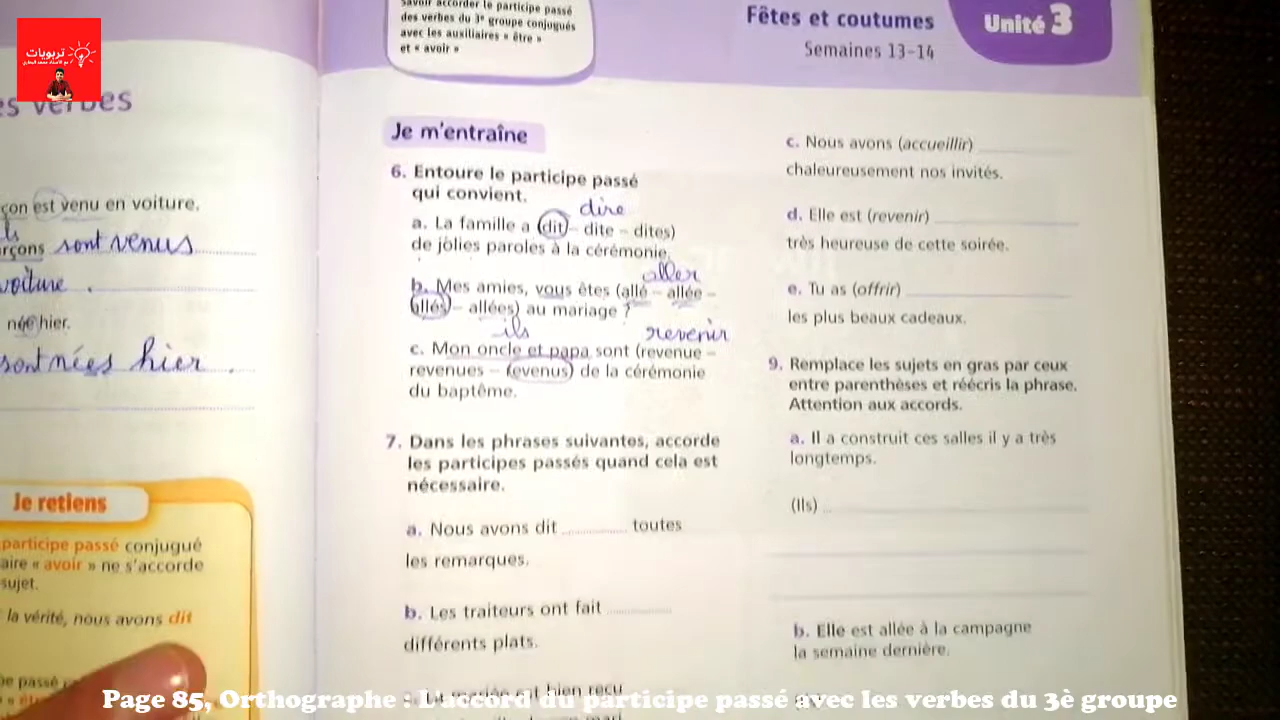 تربويات
savoir accorder le participe passé
des verbes du 3e groupe conjugués
avec les auxiliaires « être »
et « avoir »
Fêtes et coutumes
Semaines 13-14
Unité 3
es verbes
çon est venu en voiture.
ls
rçons sont venus
voiture .
née hier.
sont nées hier .
Je retiens
participe passé conjugué
aire « avoir » ne s'accorde
sujet.
la vérité, nous avons dit
pe passé
Je m'entraîne
6. Entoure le participe passé
qui convient.
dire
a. La famille a (dit - dite - dites)
de jolies paroles à la cérémonie.
aller
b. Mes amies, vous êtes (allé - allée -
allés - allées) au mariage ?
ils revenir
c. Mon oncle et papa sont (revenue -
revenues - revenus) de la cérémonie
du baptême.
7. Dans les phrases suivantes, accorde
les participes passés quand cela est
nécessaire.
a. Nous avons dit ............ toutes
les remarques.
b. Les traiteurs ont fait ............
différents plats.
c. Nous avons (accueillir)
chaleureusement nos invités.
d. Elle est (revenir)
très heureuse de cette soirée.
e. Tu as (offrir)
les plus beaux cadeaux.
9. Remplace les sujets en gras par ceux
entre parenthèses et réécris la phrase.
Attention aux accords.
a. Il a construit ces salles il y a très
longtemps.
(Ils)
b. Elle est allée à la campagne
la semaine dernière.
Page 85, Orthographe : L'accord du participe passé avec les verbes du 3è groupe